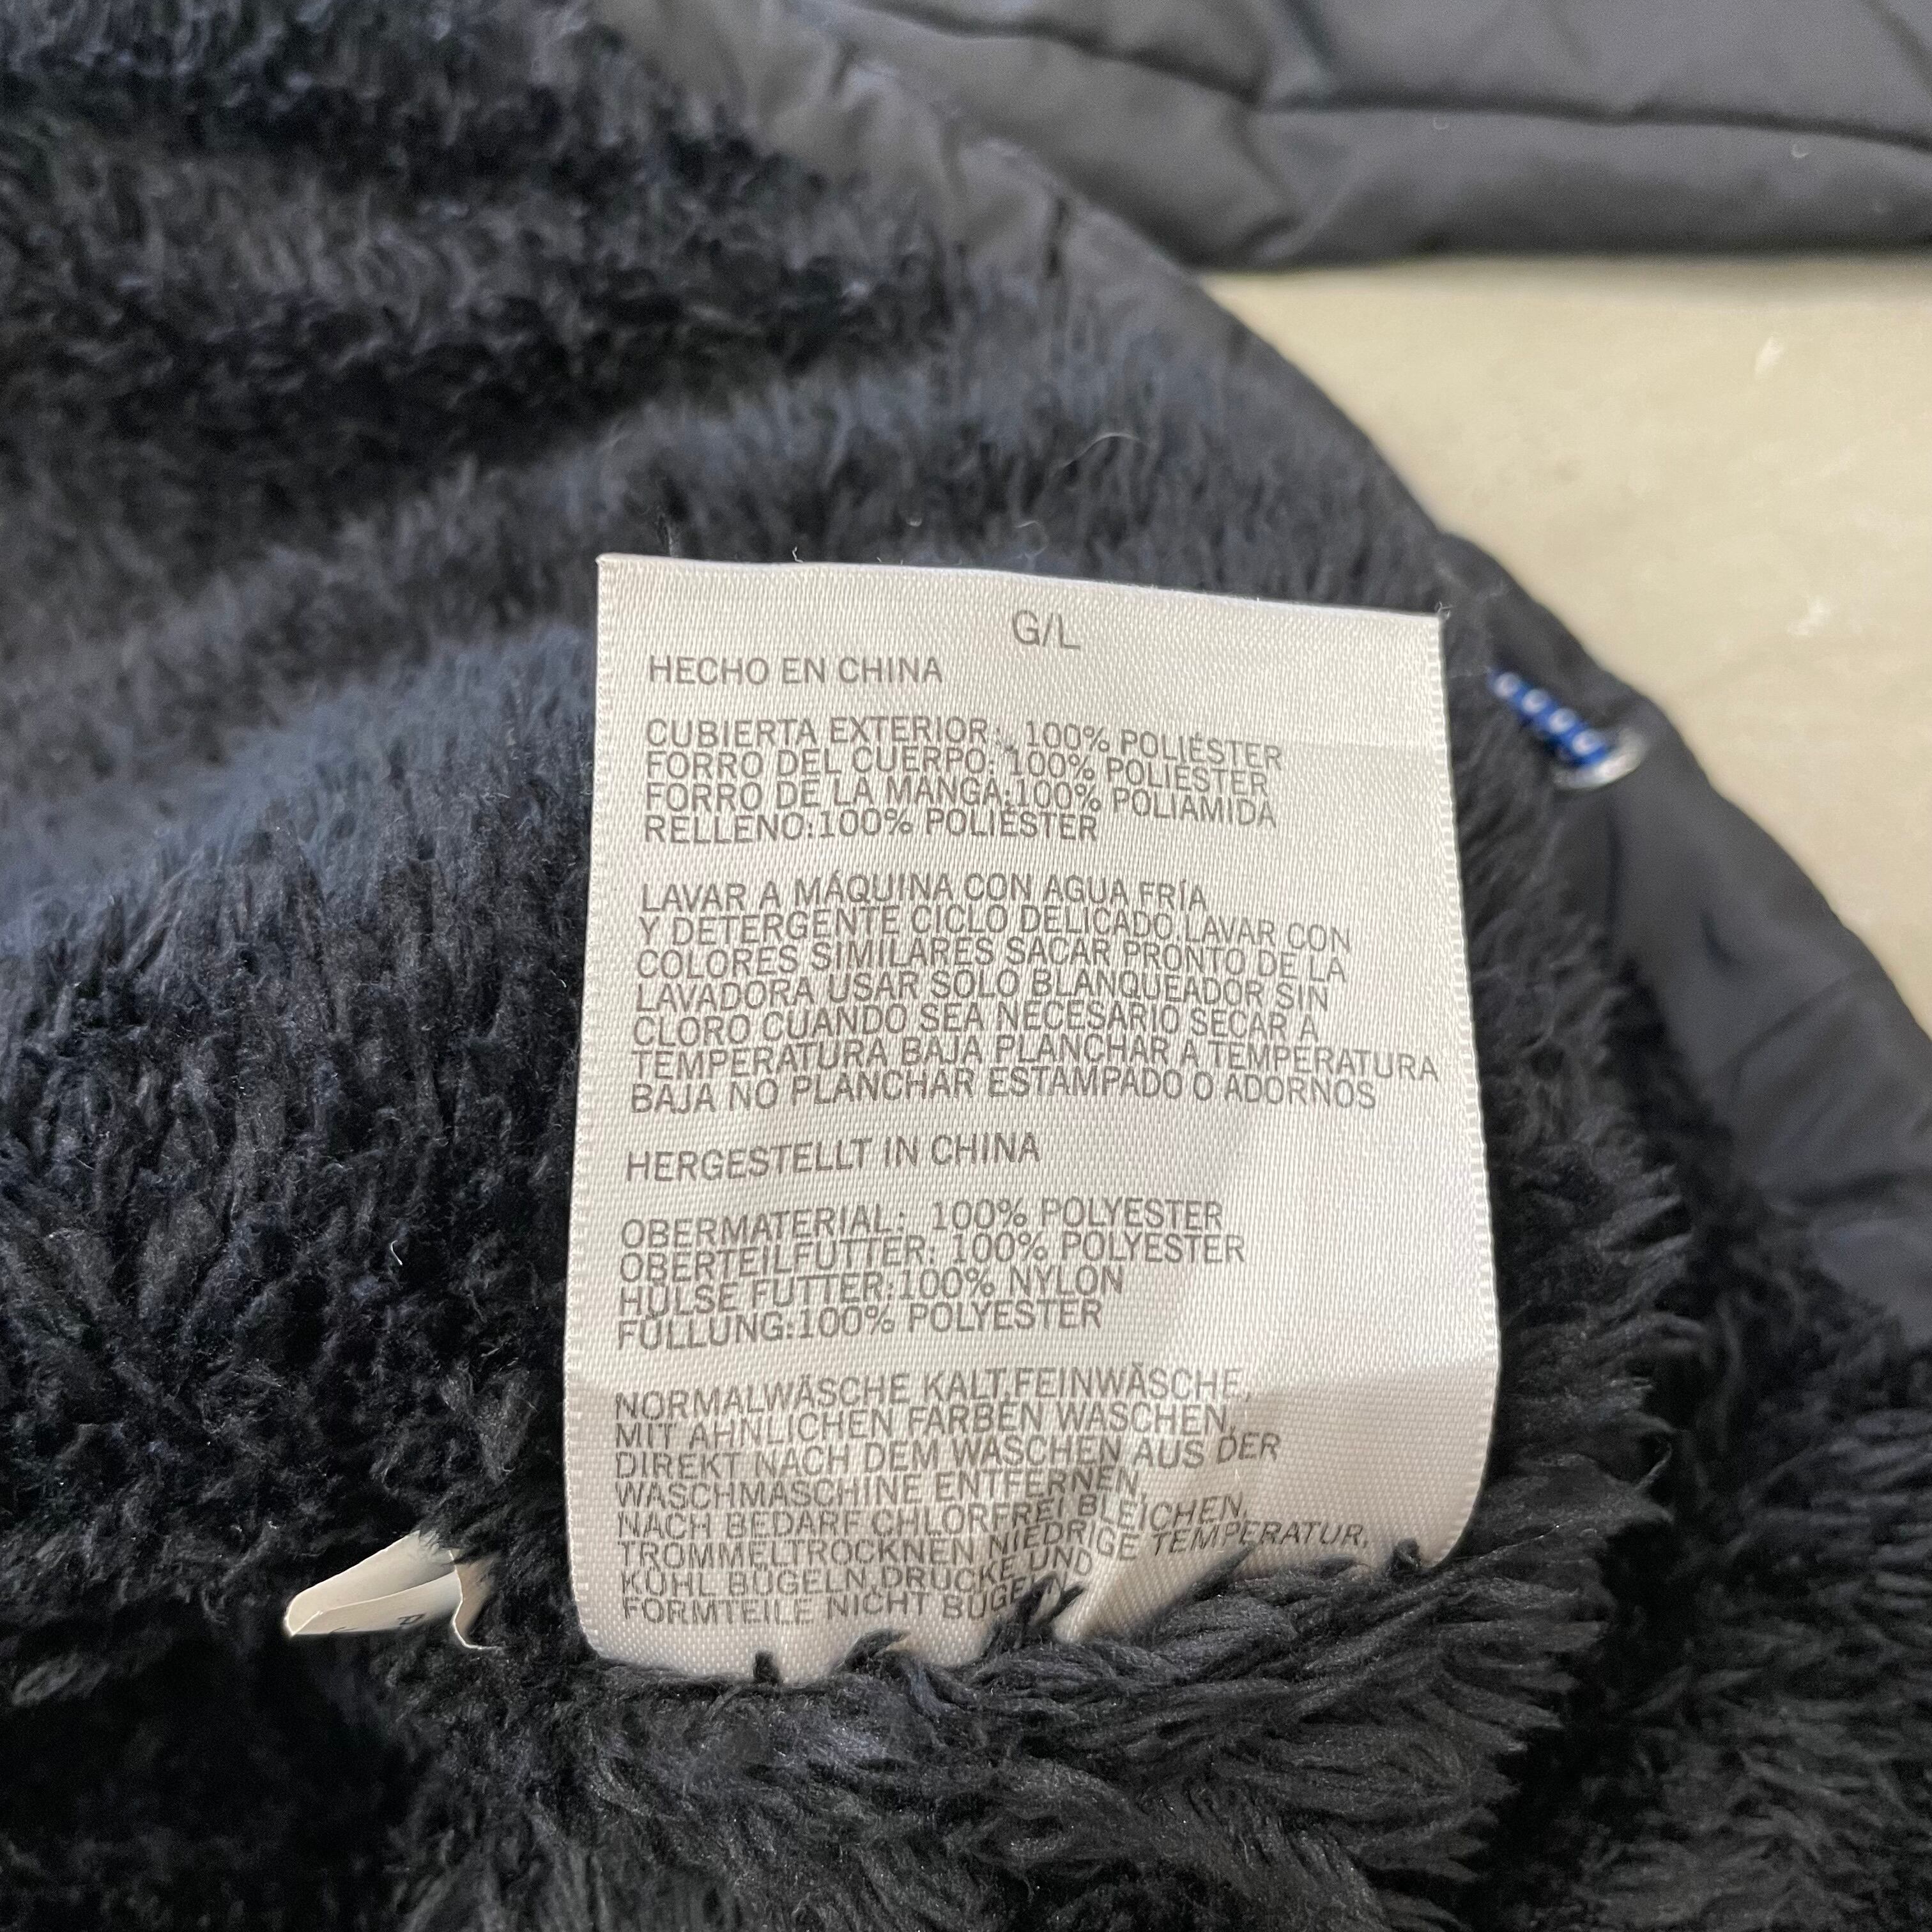 G/L
HECHO EN CHINA
CUBIERTA EXTERIOR: 100% POLIÉSTER
FORRO DEL CUERPO: 100% POLIÉSTER
FORRO DE LA MANGA:100% POLIAMIDA
RELLENO:100% POLIÉSTER
LAVAR A MÁQUINA CON AGUA FRÍA
Y DETERGENTE CICLO DELICADO LAVAR CON
COLORES SIMILARES SACAR PRONTO DE LA
LAVADORA USAR SOLO BLANQUEADOR SIN
CLORO CUANDO SEA NECESARIO SECAR A
TEMPERATURA BAJA PLANCHAR A TEMPERATURA
BAJA NO PLANCHAR ESTAMPADO O ADORNOS
HERGESTELLT IN CHINA
OBERMATERIAL: 100% POLYESTER
OBERTEILFUTTER: 100% POLYESTER
HÜLSE FUTTER:100% NYLON
FÜLLUNG:100% POLYESTER
NORMALWÄSCHE KALT,FEINWÄSCHE,
MIT ÄHNLICHEN FARBEN WASCHEN,
DIREKT NACH DEM WASCHEN AUS DER
WASCHMASCHINE ENTFERNEN
NACH BEDARF CHLORFREI BLEICHEN,
TROMMELTROCKNEN NIEDRIGE TEMPERATUR,
KÜHL BÜGELN,DRUCKE UND
FORMTEILE NICHT BÜGELN